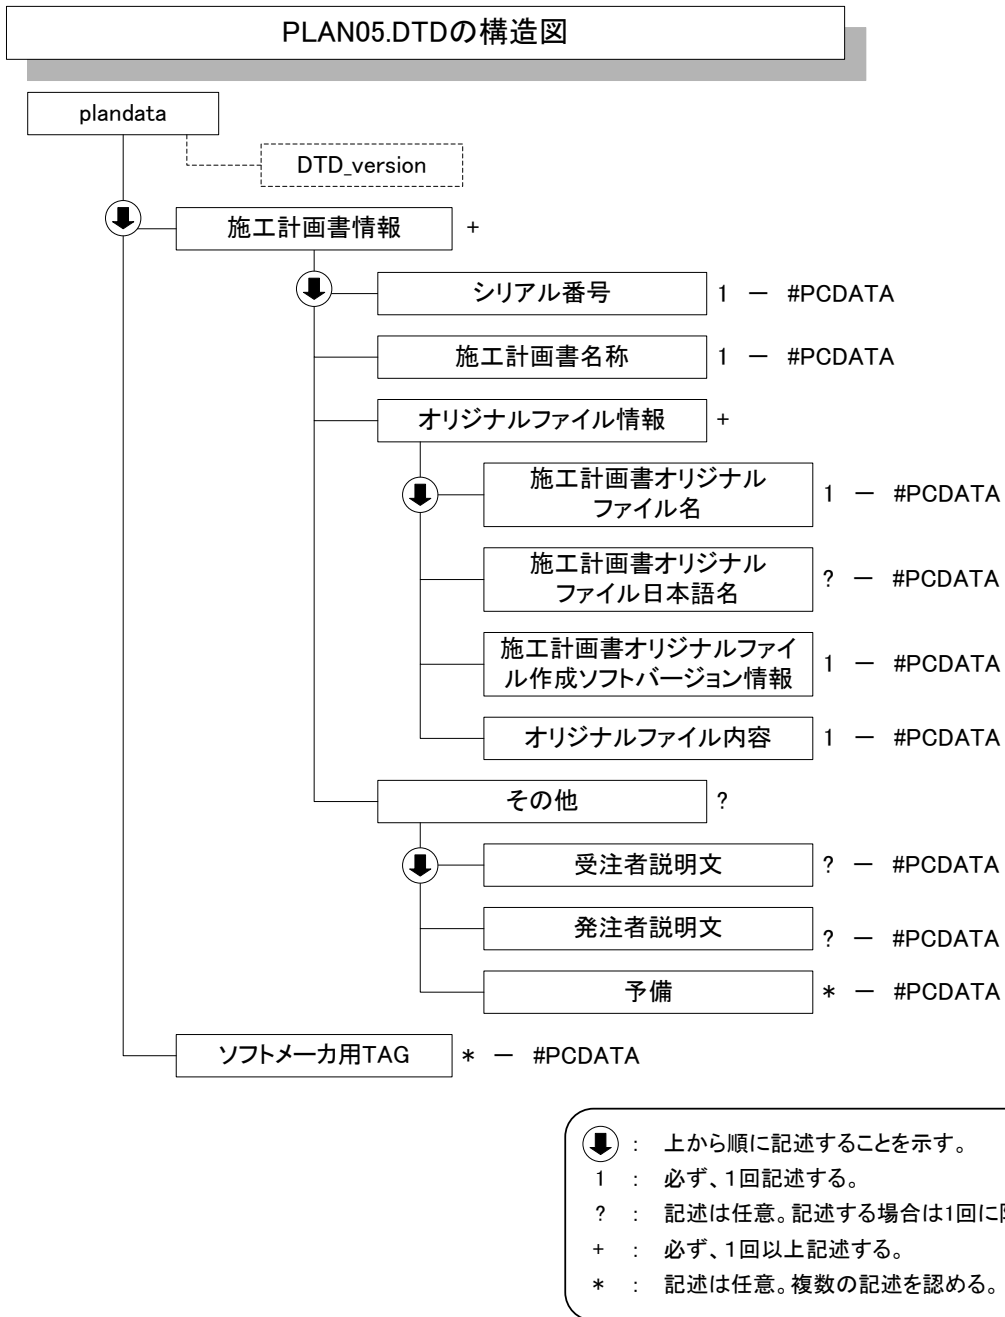 PLAN05.DTDの構造図
plandata
DTD_version
施工計画書情報 +
シリアル番号 1 － #PCDATA
施工計画書名称 1 － #PCDATA
オリジナルファイル情報 +
施工計画書オリジナル
ファイル名 1 － #PCDATA
施工計画書オリジナル
ファイル日本語名 ? － #PCDATA
施工計画書オリジナルファイ
ル作成ソフトバージョン情報 1 － #PCDATA
オリジナルファイル内容 1 － #PCDATA
その他 ?
受注者説明文 ? － #PCDATA
発注者説明文 ? － #PCDATA
予備 * － #PCDATA
ソフトメーカ用TAG * － #PCDATA
： 上から順に記述することを示す。
1 ： 必ず、1回記述する。
? ： 記述は任意。記述する場合は1回に
+ ： 必ず、1回以上記述する。
* ： 記述は任意。複数の記述を認める。